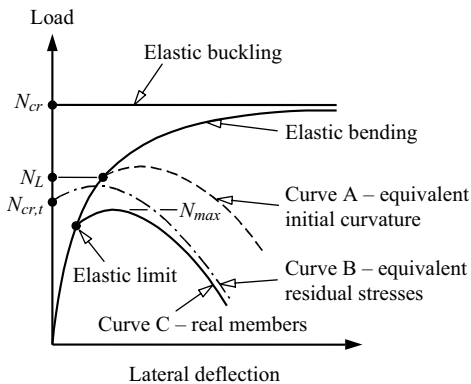 Load
Elastic buckling
N_cr
Elastic bending
N_L
Curve A – equivalent
initial curvature
N_cr,t
N_max
Elastic limit
Curve B – equivalent
residual stresses
Curve C – real members
Lateral deflection